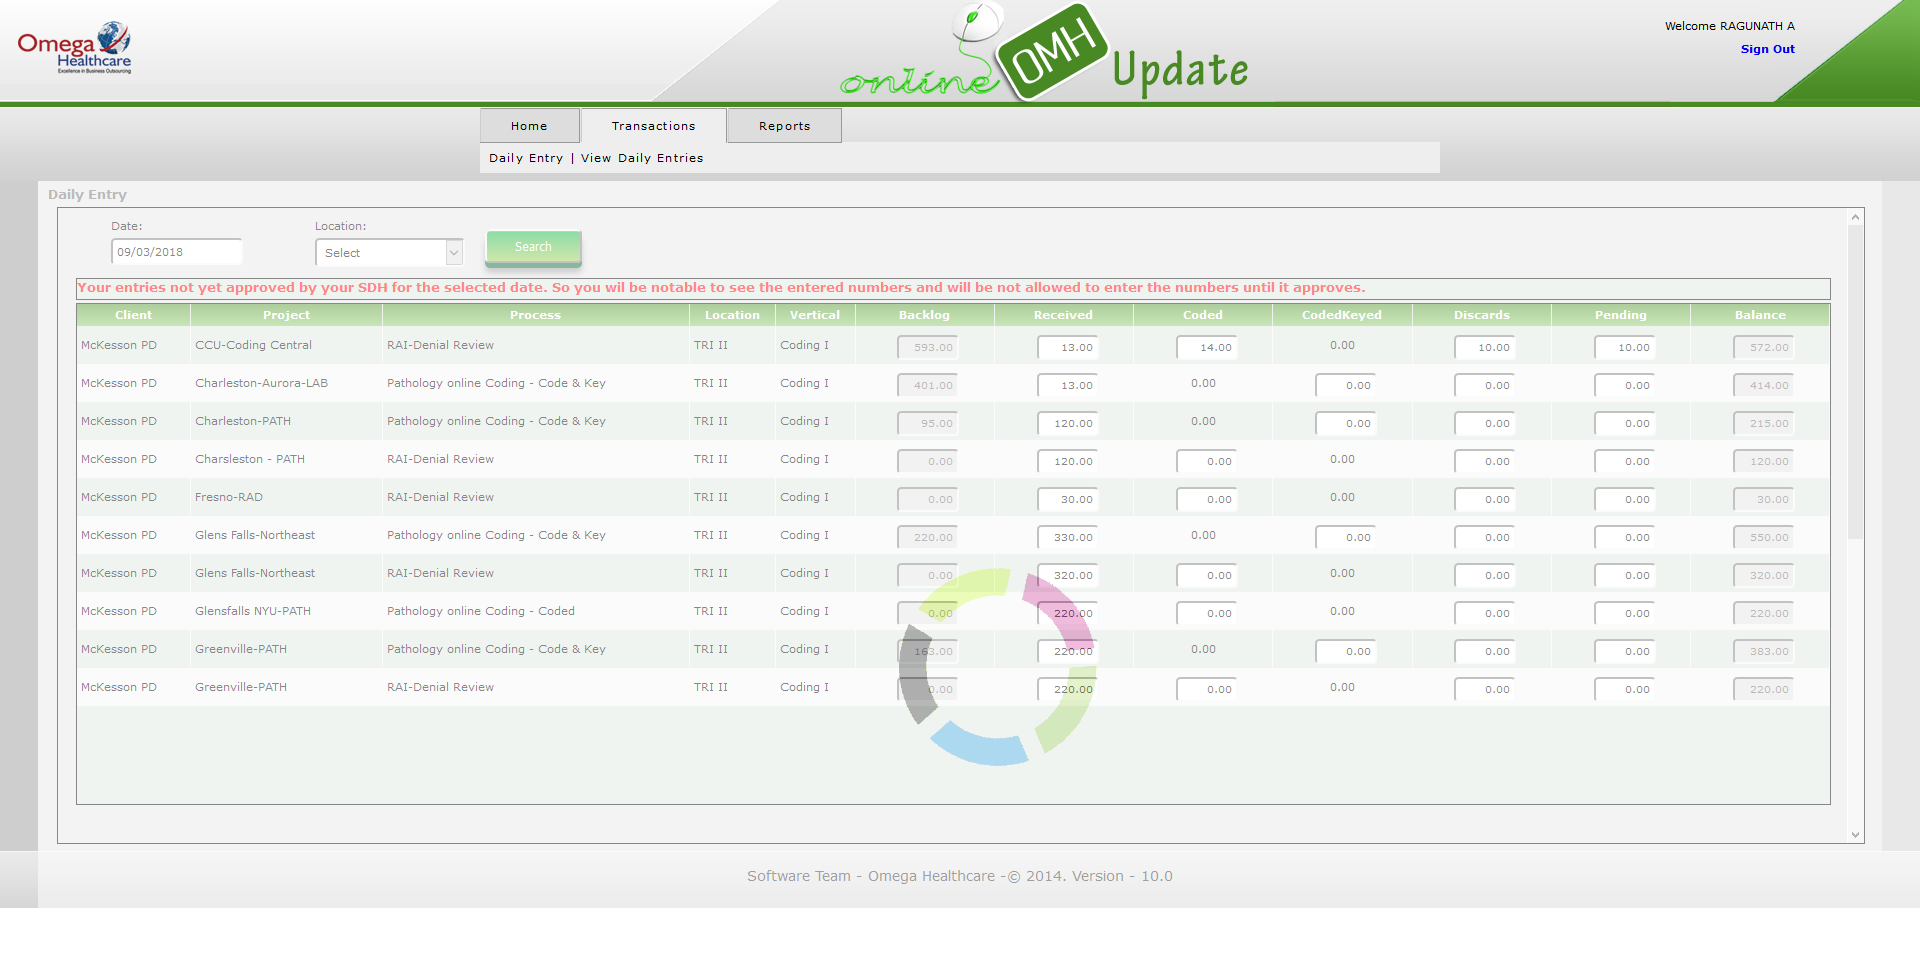 Omega
Healthcare
Excellence in Business Outsourcing
online OMH Update
Welcome RAGUNATH A
Sign Out
Home Transactions Reports
Daily Entry | View Daily Entries
Daily Entry
Date: Location:
09/03/2018 Select Search
Your entries not yet approved by your SDH for the selected date. So you wil be notable to see the entered numbers and will be not allowed to enter the numbers until it approves.
Client Project Process Location Vertical Backlog Received Coded CodedKeyed Discards Pending Balance
McKesson PD CCU-Coding Central RAI-Denial Review TRI II Coding I 593.00 13.00 14.00 0.00 10.00 10.00 572.00
McKesson PD Charleston-Aurora-LAB Pathology online Coding - Code & Key TRI II Coding I 401.00 13.00 0.00 0.00 0.00 0.00 414.00
McKesson PD Charleston-PATH Pathology online Coding - Code & Key TRI II Coding I 95.00 120.00 0.00 0.00 0.00 0.00 215.00
McKesson PD Charsleston - PATH RAI-Denial Review TRI II Coding I 0.00 120.00 0.00 0.00 0.00 0.00 120.00
McKesson PD Fresno-RAD RAI-Denial Review TRI II Coding I 0.00 30.00 0.00 0.00 0.00 0.00 30.00
McKesson PD Glens Falls-Northeast Pathology online Coding - Code & Key TRI II Coding I 220.00 330.00 0.00 0.00 0.00 0.00 550.00
McKesson PD Glens Falls-Northeast RAI-Denial Review TRI II Coding I 0.00 320.00 0.00 0.00 0.00 0.00 320.00
McKesson PD Glensfalls NYU-PATH Pathology online Coding - Coded TRI II Coding I 0.00 220.00 0.00 0.00 0.00 0.00 220.00
McKesson PD Greenville-PATH Pathology online Coding - Code & Key TRI II Coding I 163.00 220.00 0.00 0.00 0.00 0.00 383.00
McKesson PD Greenville-PATH RAI-Denial Review TRI II Coding I 0.00 220.00 0.00 0.00 0.00 0.00 220.00
Software Team - Omega Healthcare -© 2014. Version - 10.0